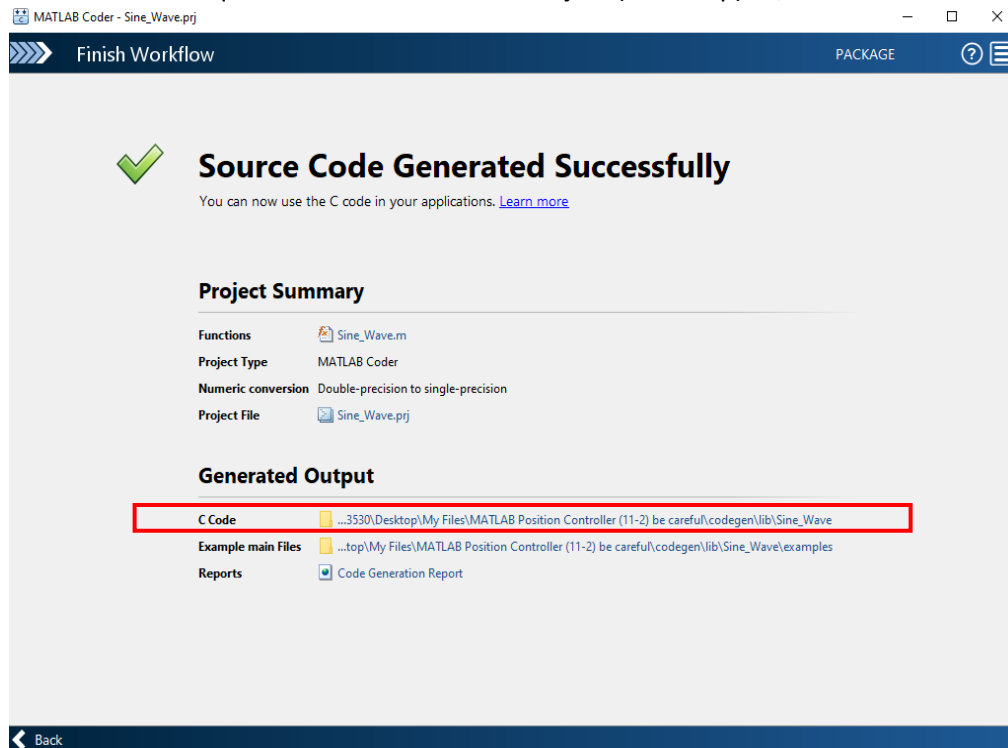 MATLAB Coder - Sine_Wave.prj
Finish Workflow PACKAGE
Source Code Generated Successfully
You can now use the C code in your applications. Learn more
Project Summary
Functions Sine_Wave.m
Project Type MATLAB Coder
Numeric conversion Double-precision to single-precision
Project File Sine_Wave.prj
Generated Output
C Code ...3530\Desktop\My Files\MATLAB Position Controller (11-2) be careful\codegen\lib\Sine_Wave
Example main Files ...top\My Files\MATLAB Position Controller (11-2) be careful\codegen\lib\Sine_Wave\examples
Reports Code Generation Report
Back